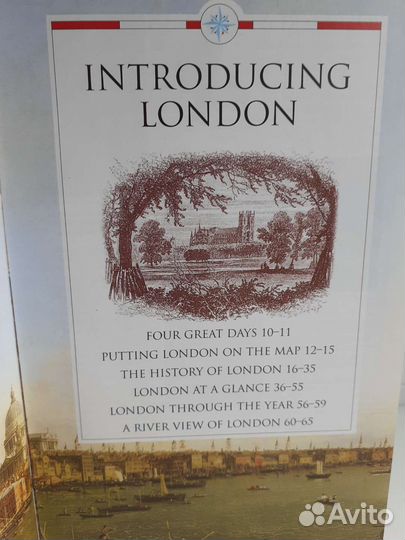 INTRODUCING
LONDON
FOUR GREAT DAYS 10–11
PUTTING LONDON ON THE MAP 12–15
THE HISTORY OF LONDON 16–35
LONDON AT A GLANCE 36–55
LONDON THROUGH THE YEAR 56–59
A RIVER VIEW OF LONDON 60–65
Avito